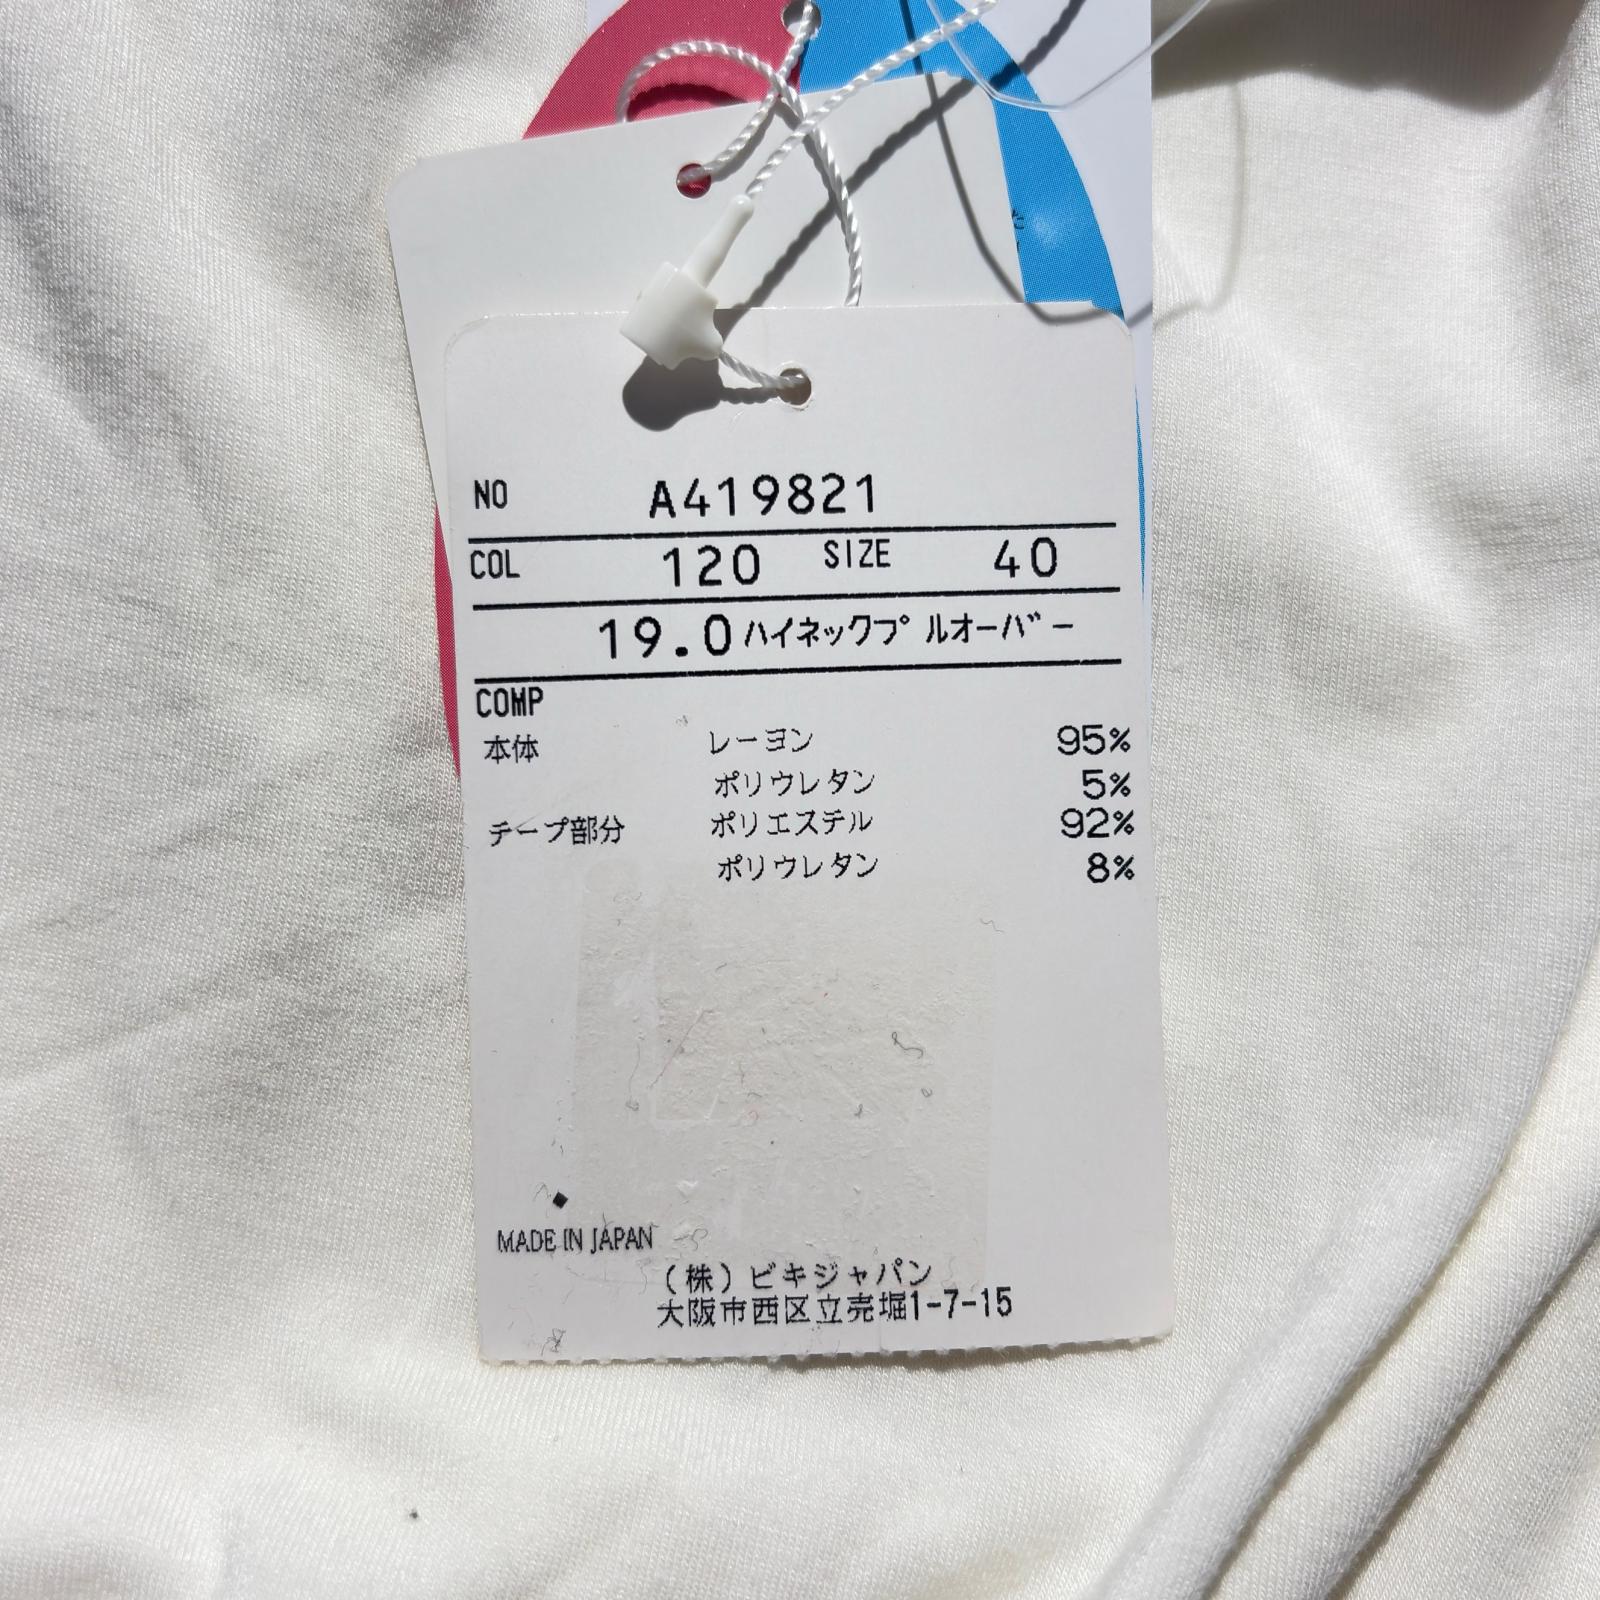 NO A419821
COL 120 SIZE 40
19.0 ﾊｲﾈｯｸﾌﾟﾙｵｰﾊﾞｰ
COMP
本体 レーヨン 95%
ポリウレタン 5%
テープ部分 ポリエステル 92%
ポリウレタン 8%
MADE IN JAPAN
(株)ビキジャパン
大阪市西区立売堀1-7-15